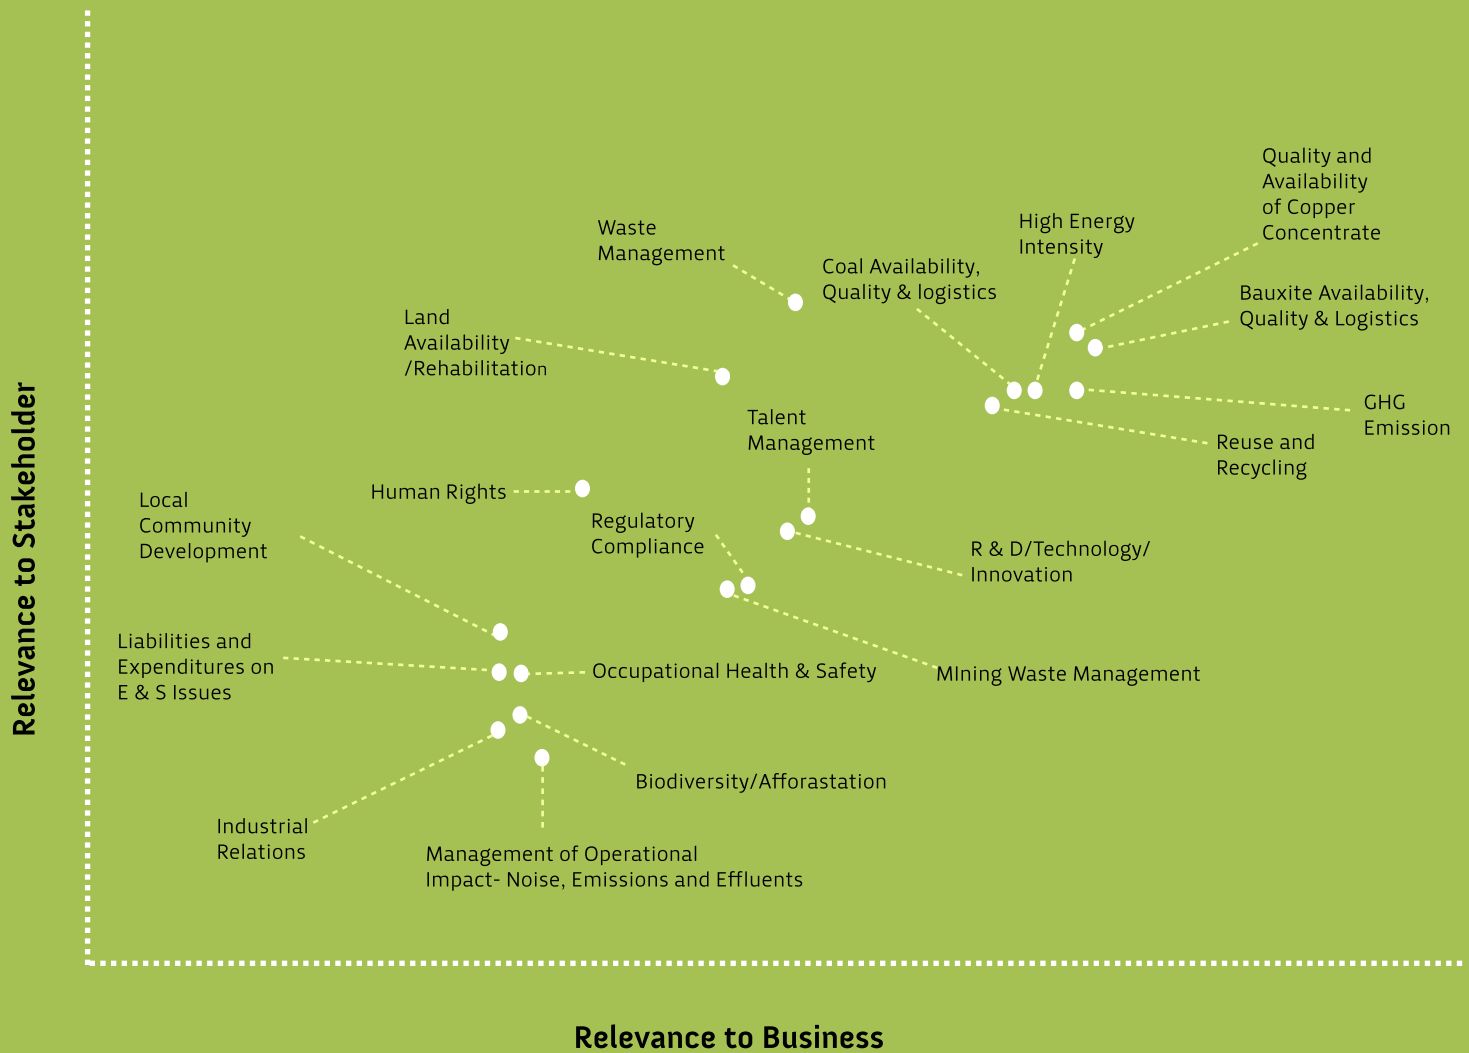 Quality and
Availability
of Copper
Concentrate
High Energy
Intensity
Waste
Management
Coal Availability,
Quality & logistics
Bauxite Availability,
Quality & Logistics
Land
Availability
/Rehabilitation
GHG
Emission
Talent
Management
Reuse and
Recycling
Human Rights
Local
Community
Development
Regulatory
Compliance
R & D/Technology/
Innovation
Liabilities and
Expenditures on
E & S Issues
Occupational Health & Safety
MIning Waste Management
Biodiversity/Afforastation
Industrial
Relations
Management of Operational
Impact- Noise, Emissions and Effluents
Relevance to Stakeholder
Relevance to Business